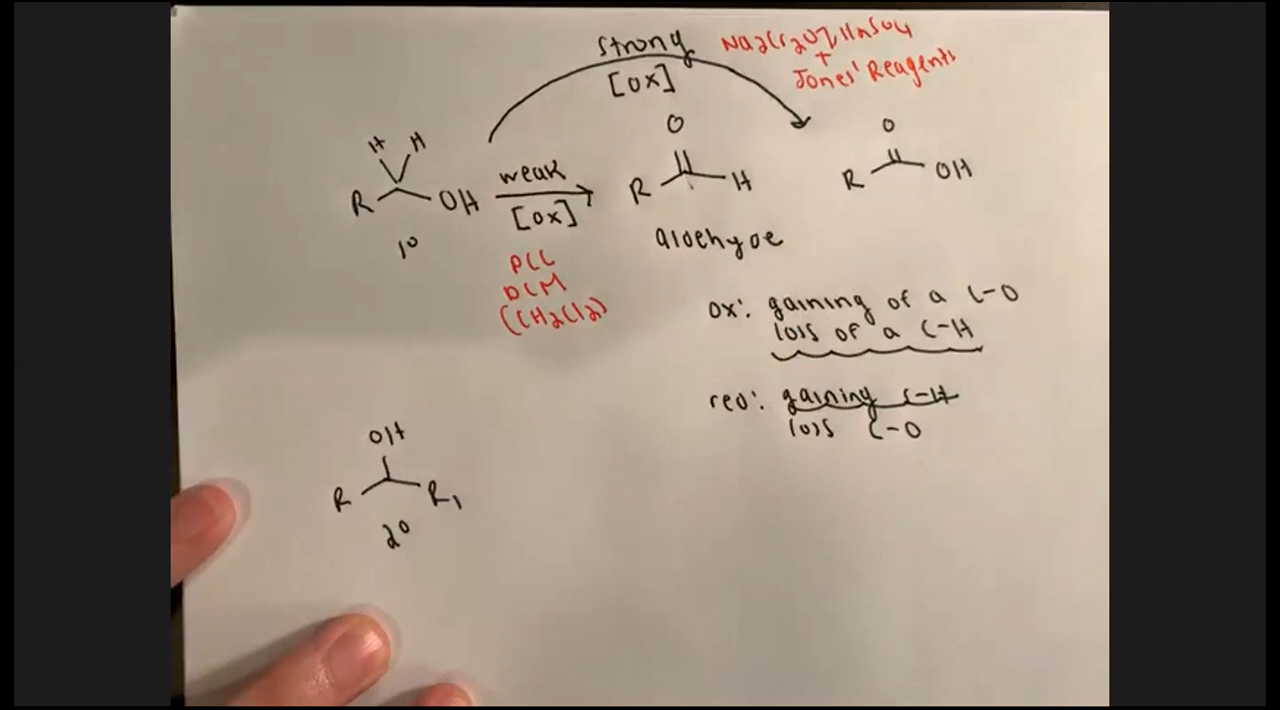 strong
Na2Cr2O7, H2SO4
+
Jones' Reagents
[ox]
O
O
H H
R OH
weak
[ox]
R H
R OH
1°
aldehyde
PCC
DCM
(CH2Cl2)
ox: gaining of a C-O
loss of a C-H
red: gaining C-H
loss C-O
OH
R R1
2°